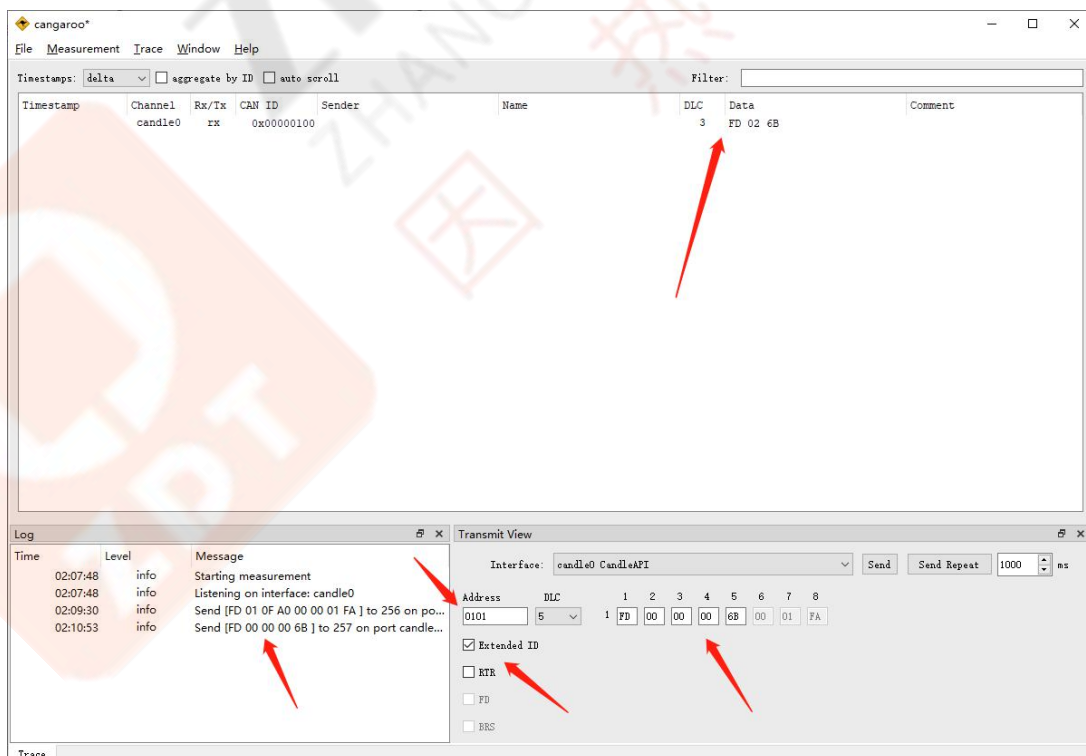 cangaroo*
File Measurement Trace Window Help
Timestamps: delta aggregate by ID auto scroll Filter:
Timestamp Channel Rx/Tx CAN ID Sender Name DLC Data Comment
candle0 rx 0x00000100 3 FD 02 6B
Log
Time Level Message
02:07:48 info Starting measurement
02:07:48 info Listening on interface: candle0
02:09:30 info Send [FD 01 0F A0 00 00 01 FA ] to 256 on po...
02:10:53 info Send [FD 00 00 00 6B ] to 257 on port candle...
Transmit View
Interface: candle0 CandleAPI Send Send Repeat 1000 ms
Address DLC 1 2 3 4 5 6 7 8
0101 5 1 FD 00 00 00 6B 00 01 FA
Extended ID
RTR
FD
BRS
Trace
ZDT
ZHANG
因
热